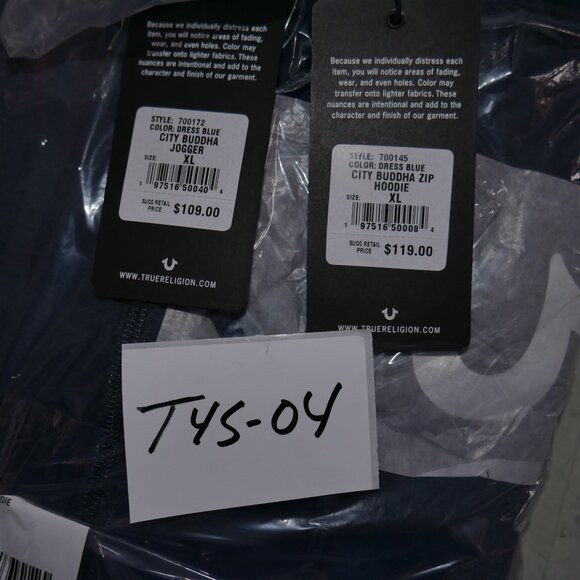 Because we individually distress each
item, you will notice areas of fading,
wear, and even holes. Color may
transfer onto lighter fabrics. These
nuances are intentional and add to the
character and finish of our garment.
STYLE: 700172
COLOR: DRESS BLUE
CITY BUDDHA
JOGGER
SIZE: XL
1 97516 50040 4
SUGG RETAIL
PRICE $109.00
WWW.TRUERELIGION.COM
Because we individually distress each
item, you will notice areas of fading,
wear, and even holes. Color may
transfer onto lighter fabrics. These
nuances are intentional and add to the
character and finish of our garment.
STYLE: 700145
COLOR: DRESS BLUE
CITY BUDDHA ZIP
HOODIE
SIZE: XL
1 97516 50008 4
SUGG RETAIL
PRICE $119.00
WWW.TRUERELIGION.COM
T45-04
DIE